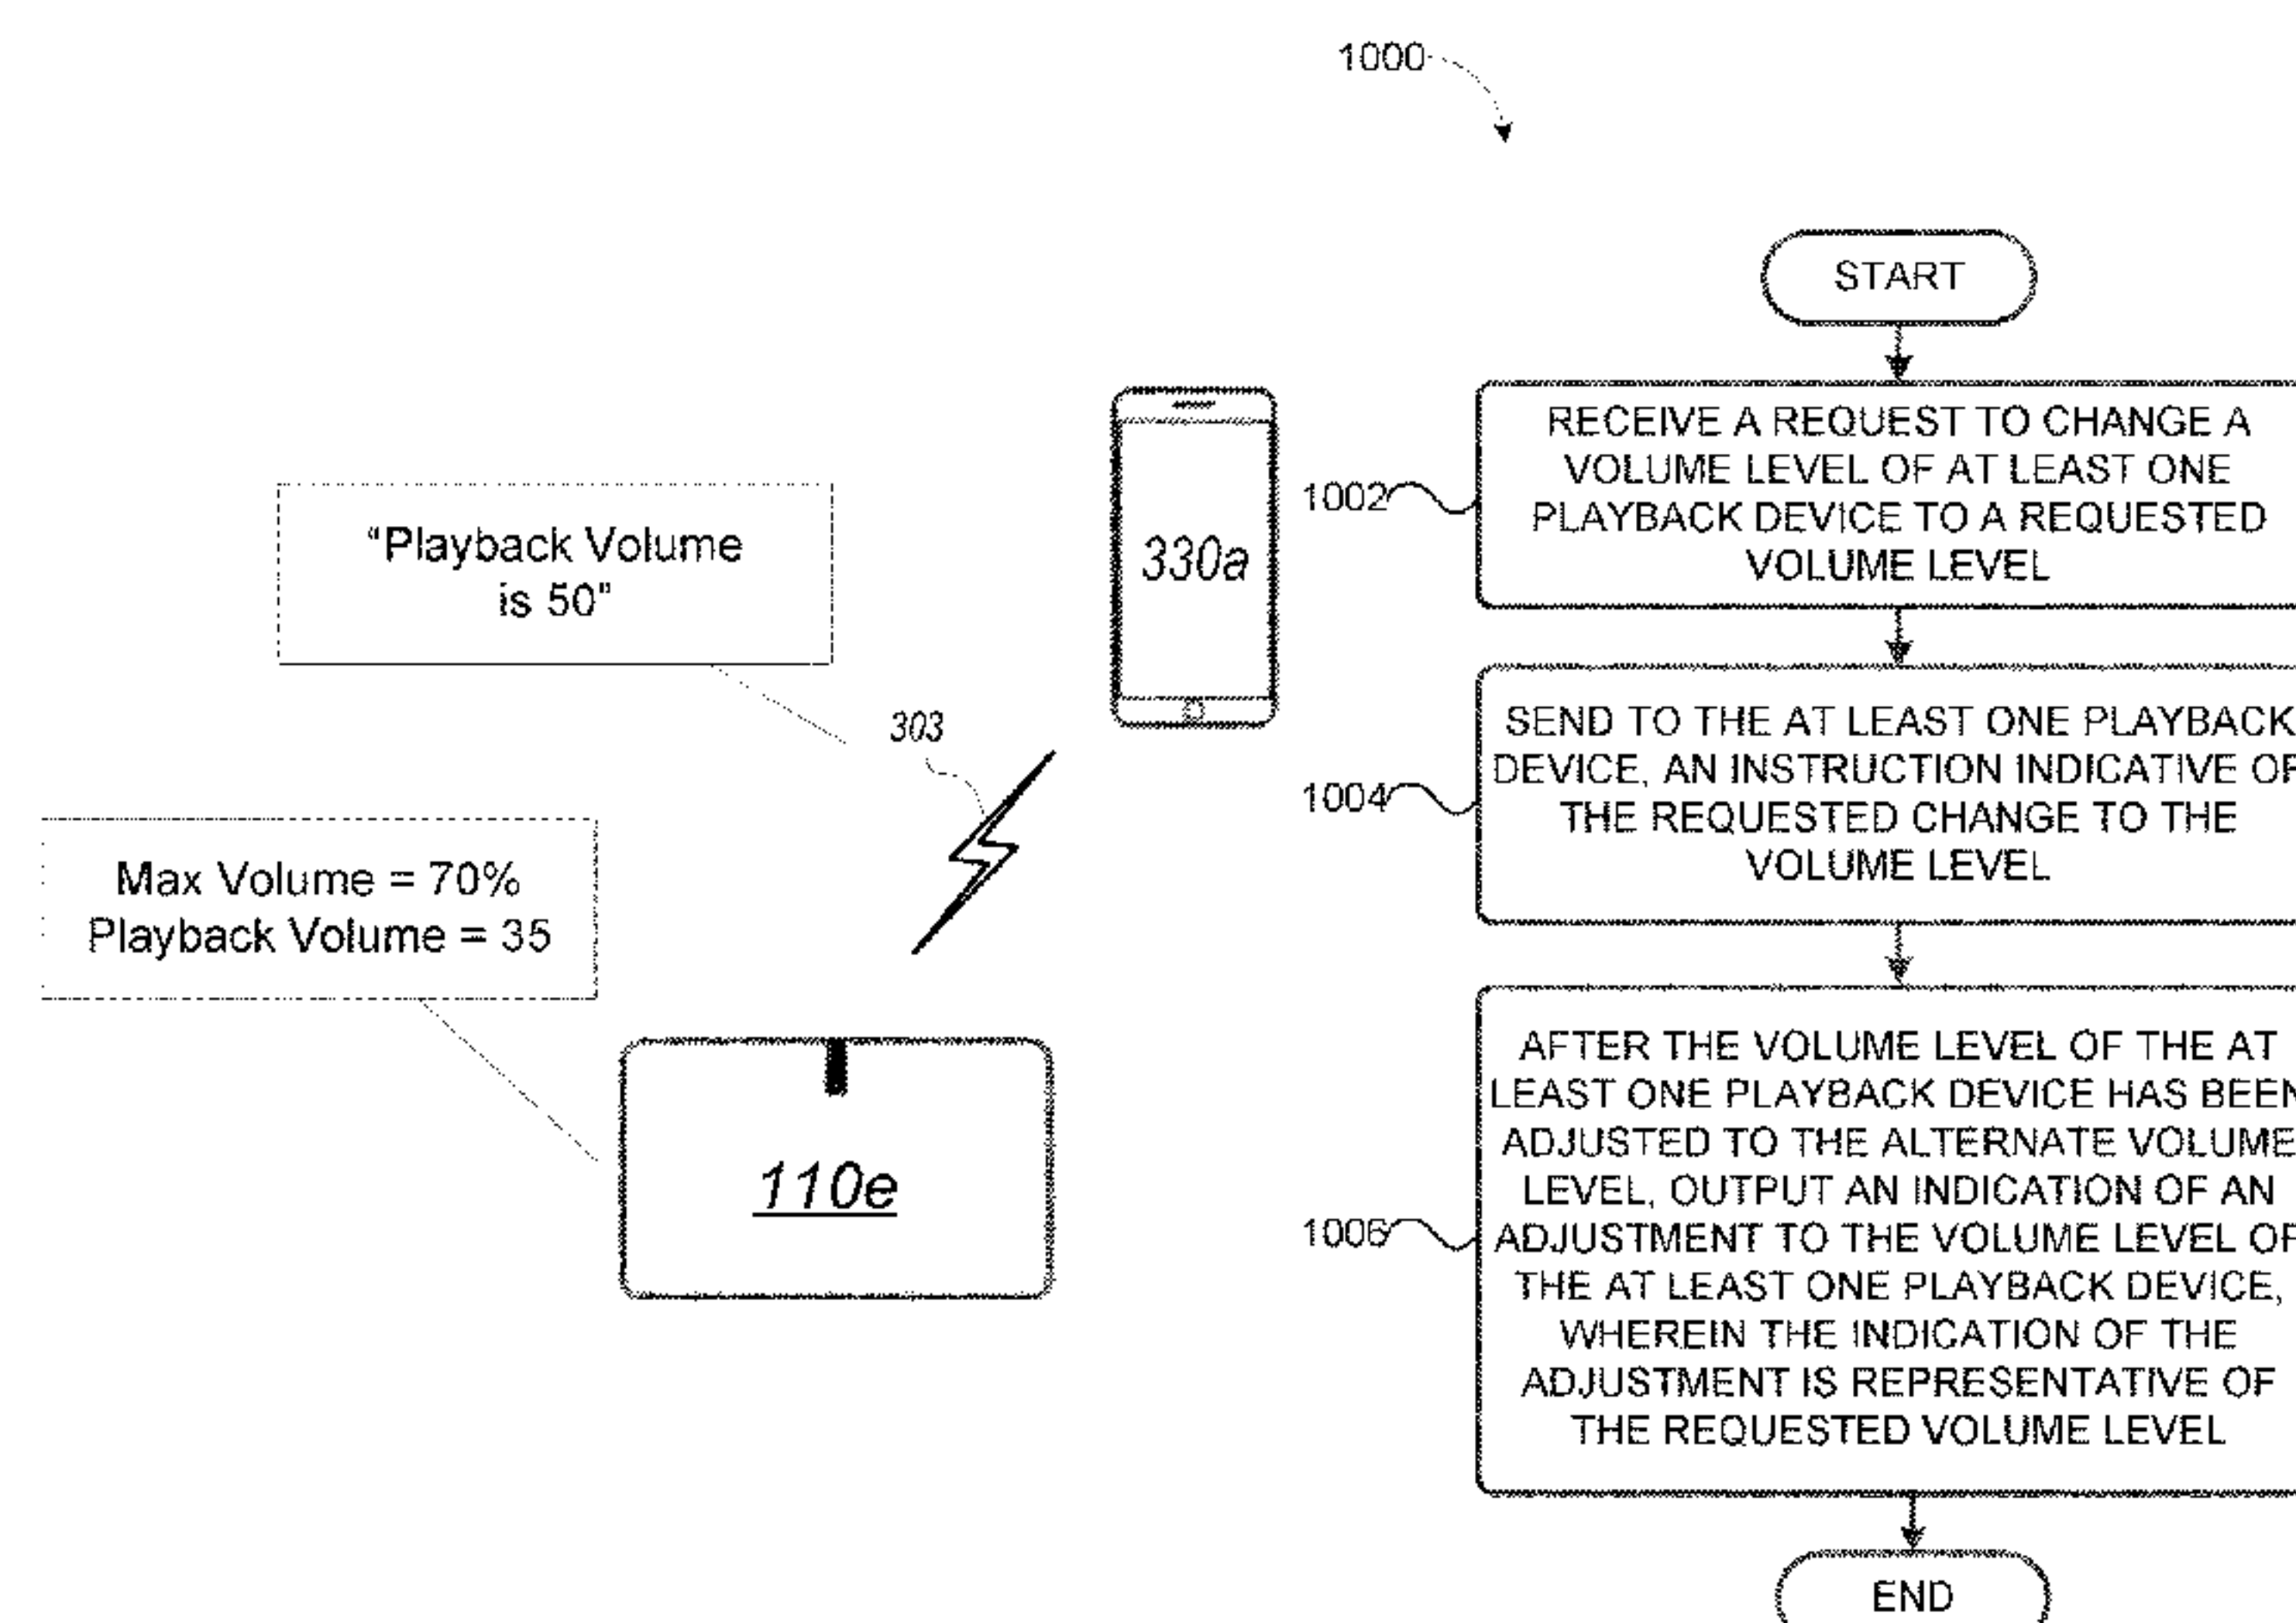 1000
START
330a
"Playback Volume
is 50"
303
Max Volume = 70%
Playback Volume = 35
110e
1002
RECEIVE A REQUEST TO CHANGE A
VOLUME LEVEL OF AT LEAST ONE
PLAYBACK DEVICE TO A REQUESTED
VOLUME LEVEL
1004
SEND TO THE AT LEAST ONE PLAYBACK
DEVICE, AN INSTRUCTION INDICATIVE OF
THE REQUESTED CHANGE TO THE
VOLUME LEVEL
1006
AFTER THE VOLUME LEVEL OF THE AT
LEAST ONE PLAYBACK DEVICE HAS BEEN
ADJUSTED TO THE ALTERNATE VOLUME
LEVEL, OUTPUT AN INDICATION OF AN
ADJUSTMENT TO THE VOLUME LEVEL OF
THE AT LEAST ONE PLAYBACK DEVICE,
WHEREIN THE INDICATION OF THE
ADJUSTMENT IS REPRESENTATIVE OF
THE REQUESTED VOLUME LEVEL
END